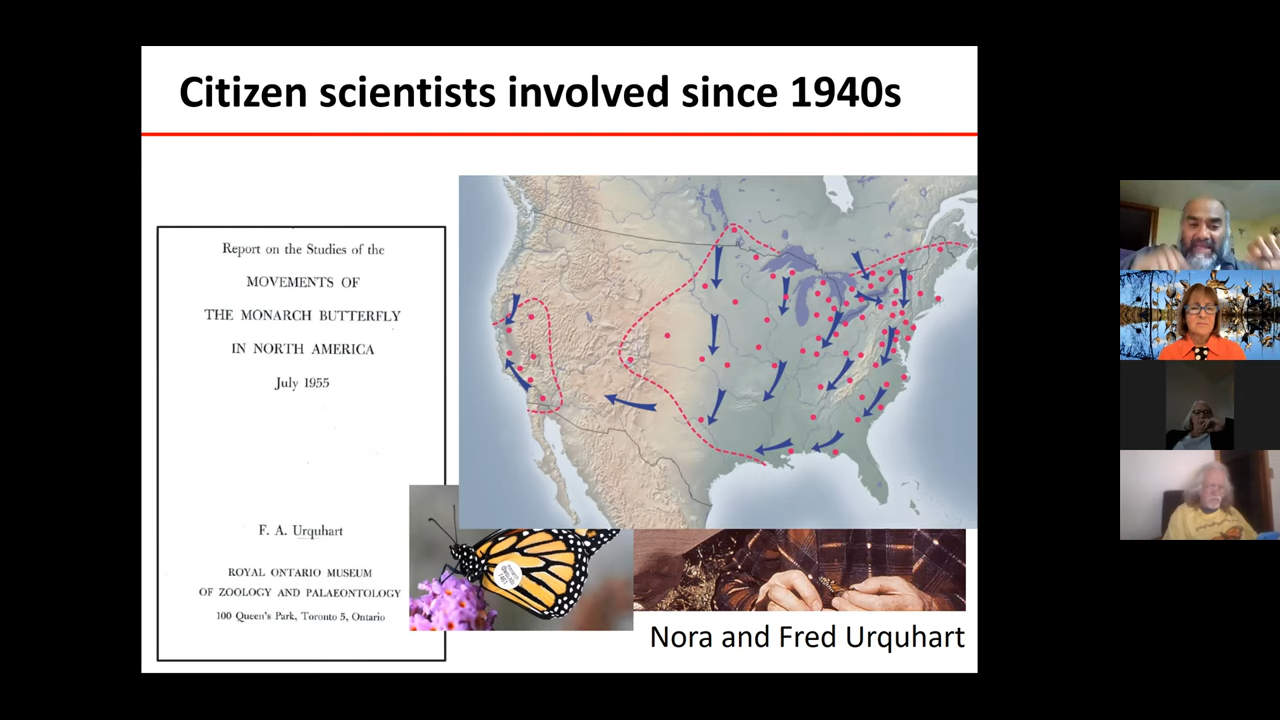 Citizen scientists involved since 1940s
Report on the Studies of the
MOVEMENTS OF
THE MONARCH BUTTERFLY
IN NORTH AMERICA
July 1955
F. A. Urquhart
ROYAL ONTARIO MUSEUM
OF ZOOLOGY AND PALAEONTOLOGY
100 Queen's Park, Toronto 5, Ontario
Nora and Fred Urquhart